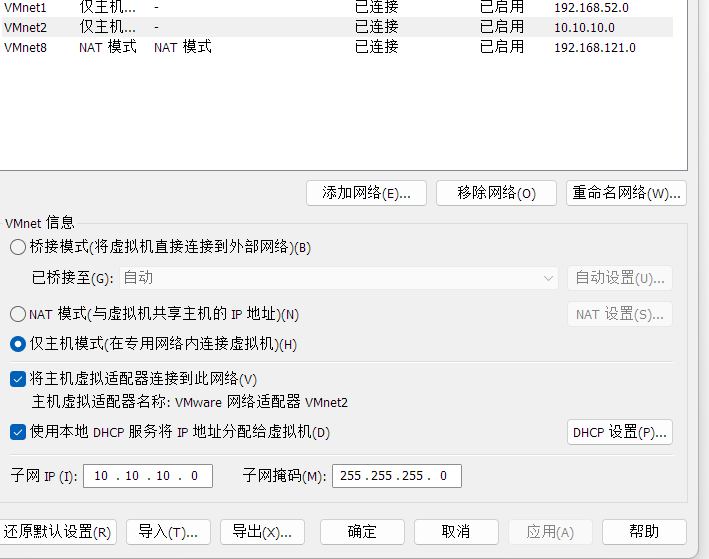 VMnet1 仅主机... - 已连接 已启用 192.168.52.0
VMnet2 仅主机... - 已连接 已启用 10.10.10.0
VMnet8 NAT 模式 NAT 模式 已连接 已启用 192.168.121.0
添加网络(E)... 移除网络(O) 重命名网络(W)...
VMnet 信息
桥接模式(将虚拟机直接连接到外部网络)(B)
已桥接至(G): 自动 自动设置(U)...
NAT 模式(与虚拟机共享主机的 IP 地址)(N) NAT 设置(S)...
仅主机模式(在专用网络内连接虚拟机)(H)
将主机虚拟适配器连接到此网络(V)
主机虚拟适配器名称: VMware 网络适配器 VMnet2
使用本地 DHCP 服务将 IP 地址分配给虚拟机(D) DHCP 设置(P)...
子网 IP (I): 10 . 10 . 10 . 0 子网掩码(M): 255 . 255 . 255 . 0
还原默认设置(R) 导入(T)... 导出(X)... 确定 取消 应用(A) 帮助